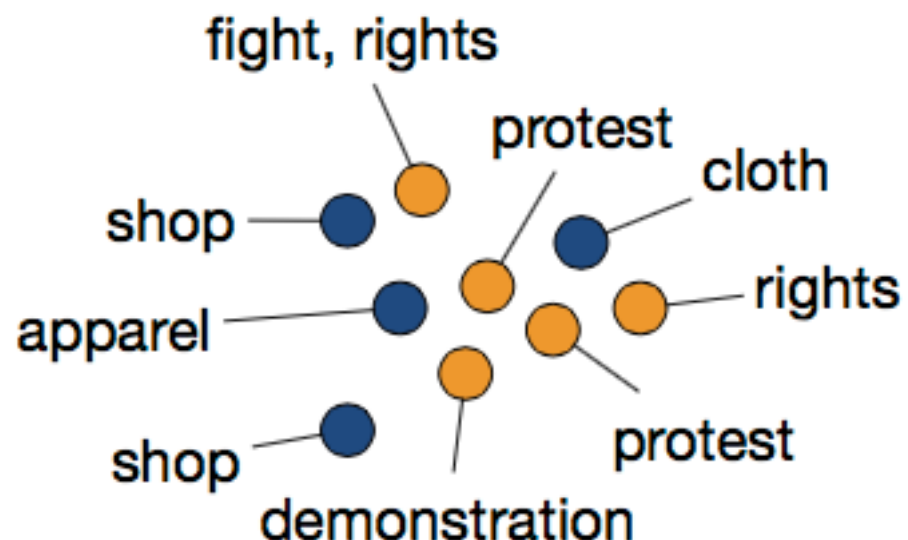 fight, rights
protest
cloth
shop
rights
apparel
protest
shop
demonstration